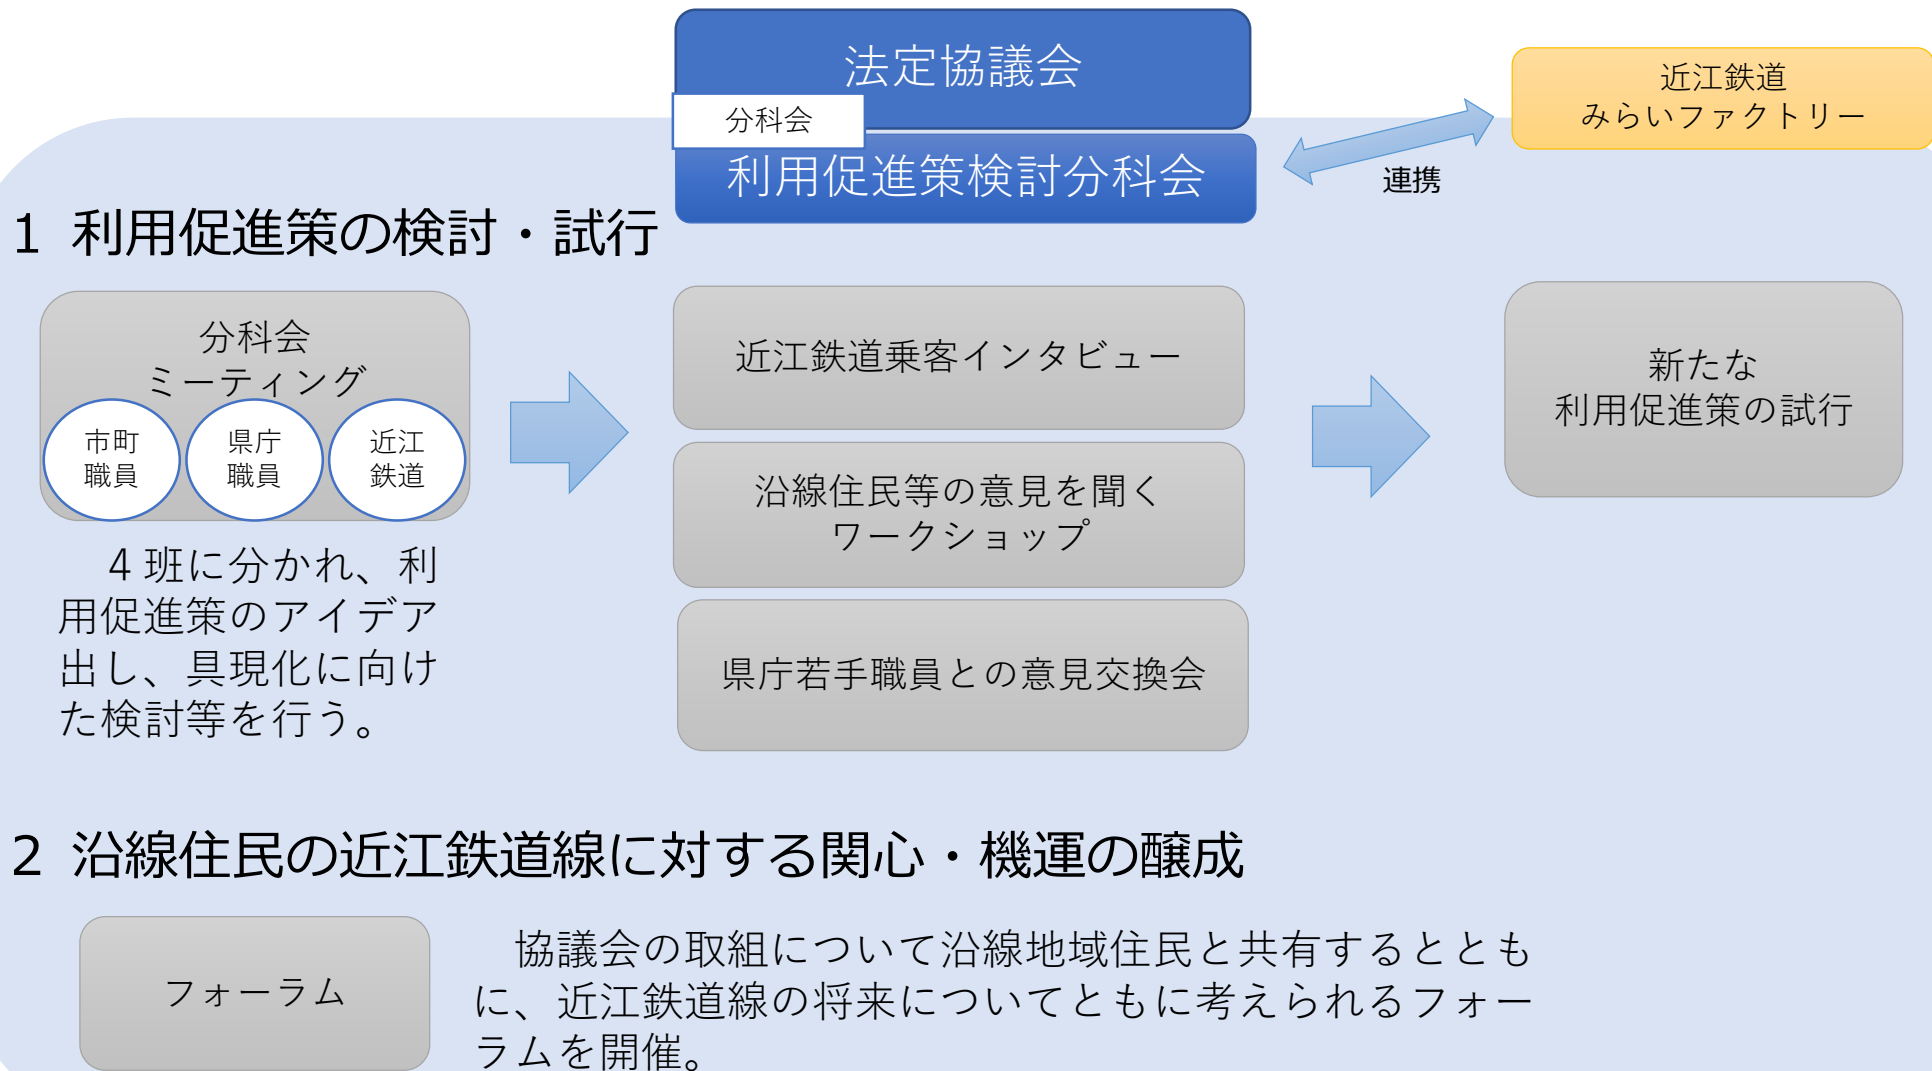 法定協議会
分科会
利用促進策検討分科会
近江鉄道
みらいファクトリー
連携
１ 利用促進策の検討・試行
分科会
ミーティング
市町
職員
県庁
職員
近江
鉄道
４班に分かれ、利
用促進策のアイデア
出し、具現化に向け
た検討等を行う。
近江鉄道乗客インタビュー
沿線住民等の意見を聞く
ワークショップ
県庁若手職員との意見交換会
新たな
利用促進策の試行
２ 沿線住民の近江鉄道線に対する関心・機運の醸成
フォーラム
協議会の取組について沿線地域住民と共有するととも
に、近江鉄道線の将来についてともに考えられるフォー
ラムを開催。